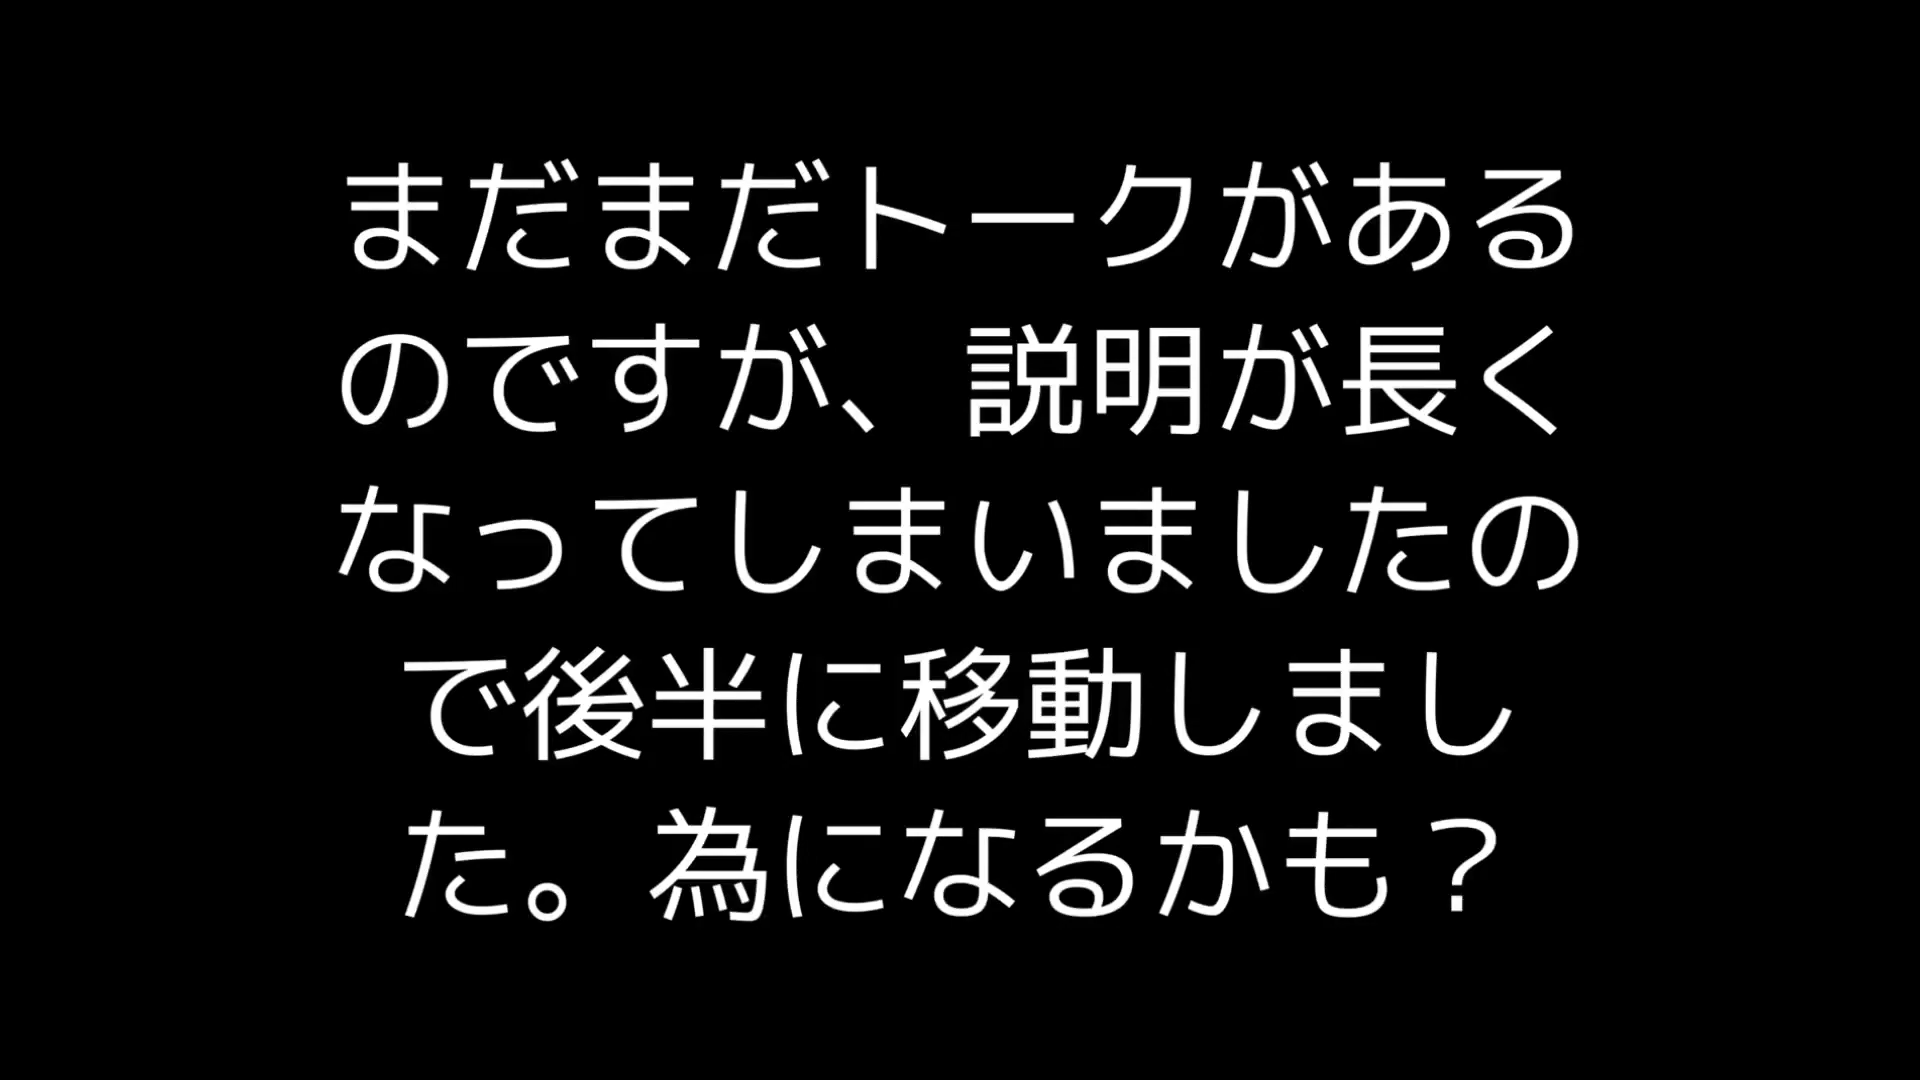 まだまだトークがある
のですが、説明が長く
なってしまいましたの
で後半に移動しまし
た。為になるかも？